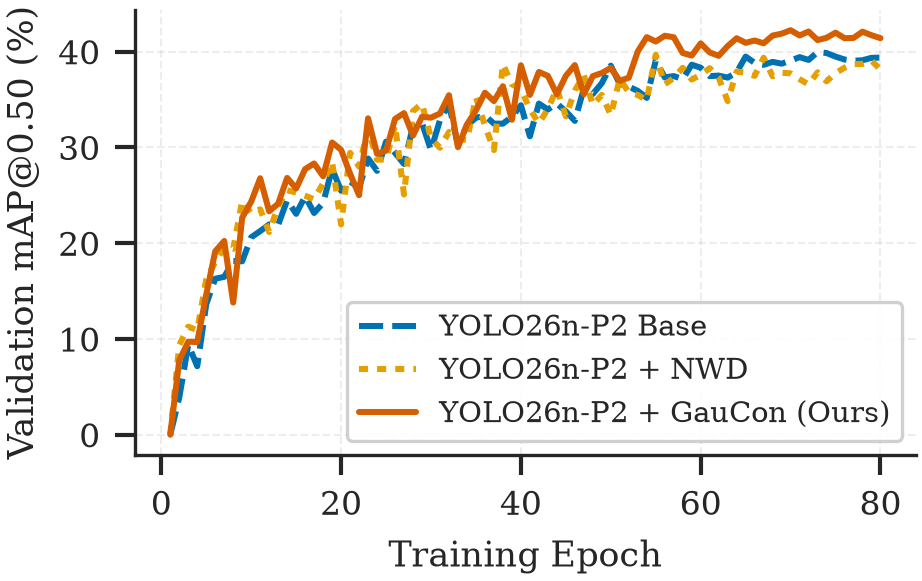 Validation mAP@0.50 (%)
40
30
20
10
0
YOLO26n-P2 Base
YOLO26n-P2 + NWD
YOLO26n-P2 + GauCon (Ours)
0 20 40 60 80
Training Epoch